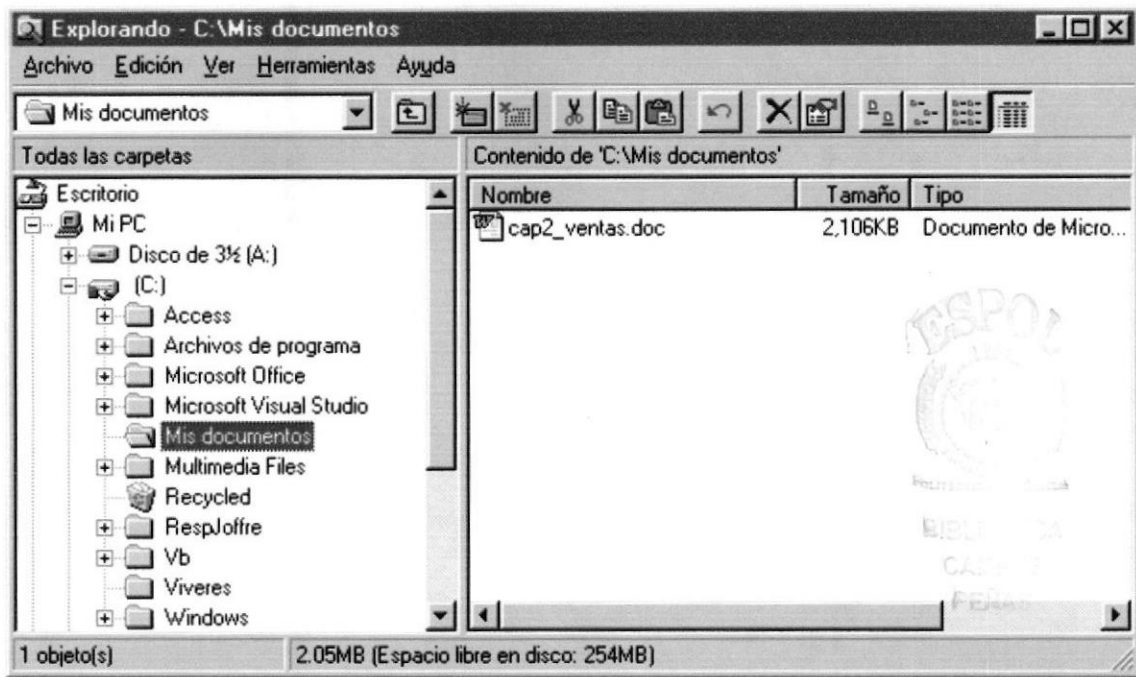 Explorando - C:\Mis documentos
Archivo Edición Ver Herramientas Ayuda
Mis documentos
Todas las carpetas
Contenido de 'C:\Mis documentos'
Escritorio
Mi PC
Disco de 3½ (A:)
(C:)
Access
Archivos de programa
Microsoft Office
Microsoft Visual Studio
Mis documentos
Multimedia Files
Recycled
RespJoffre
Vb
Viveres
Windows
Nombre Tamaño Tipo
cap2_ventas.doc 2,106KB Documento de Micro...
ESPOL
PEÑAS
1 objeto(s) 2.05MB (Espacio libre en disco: 254MB)